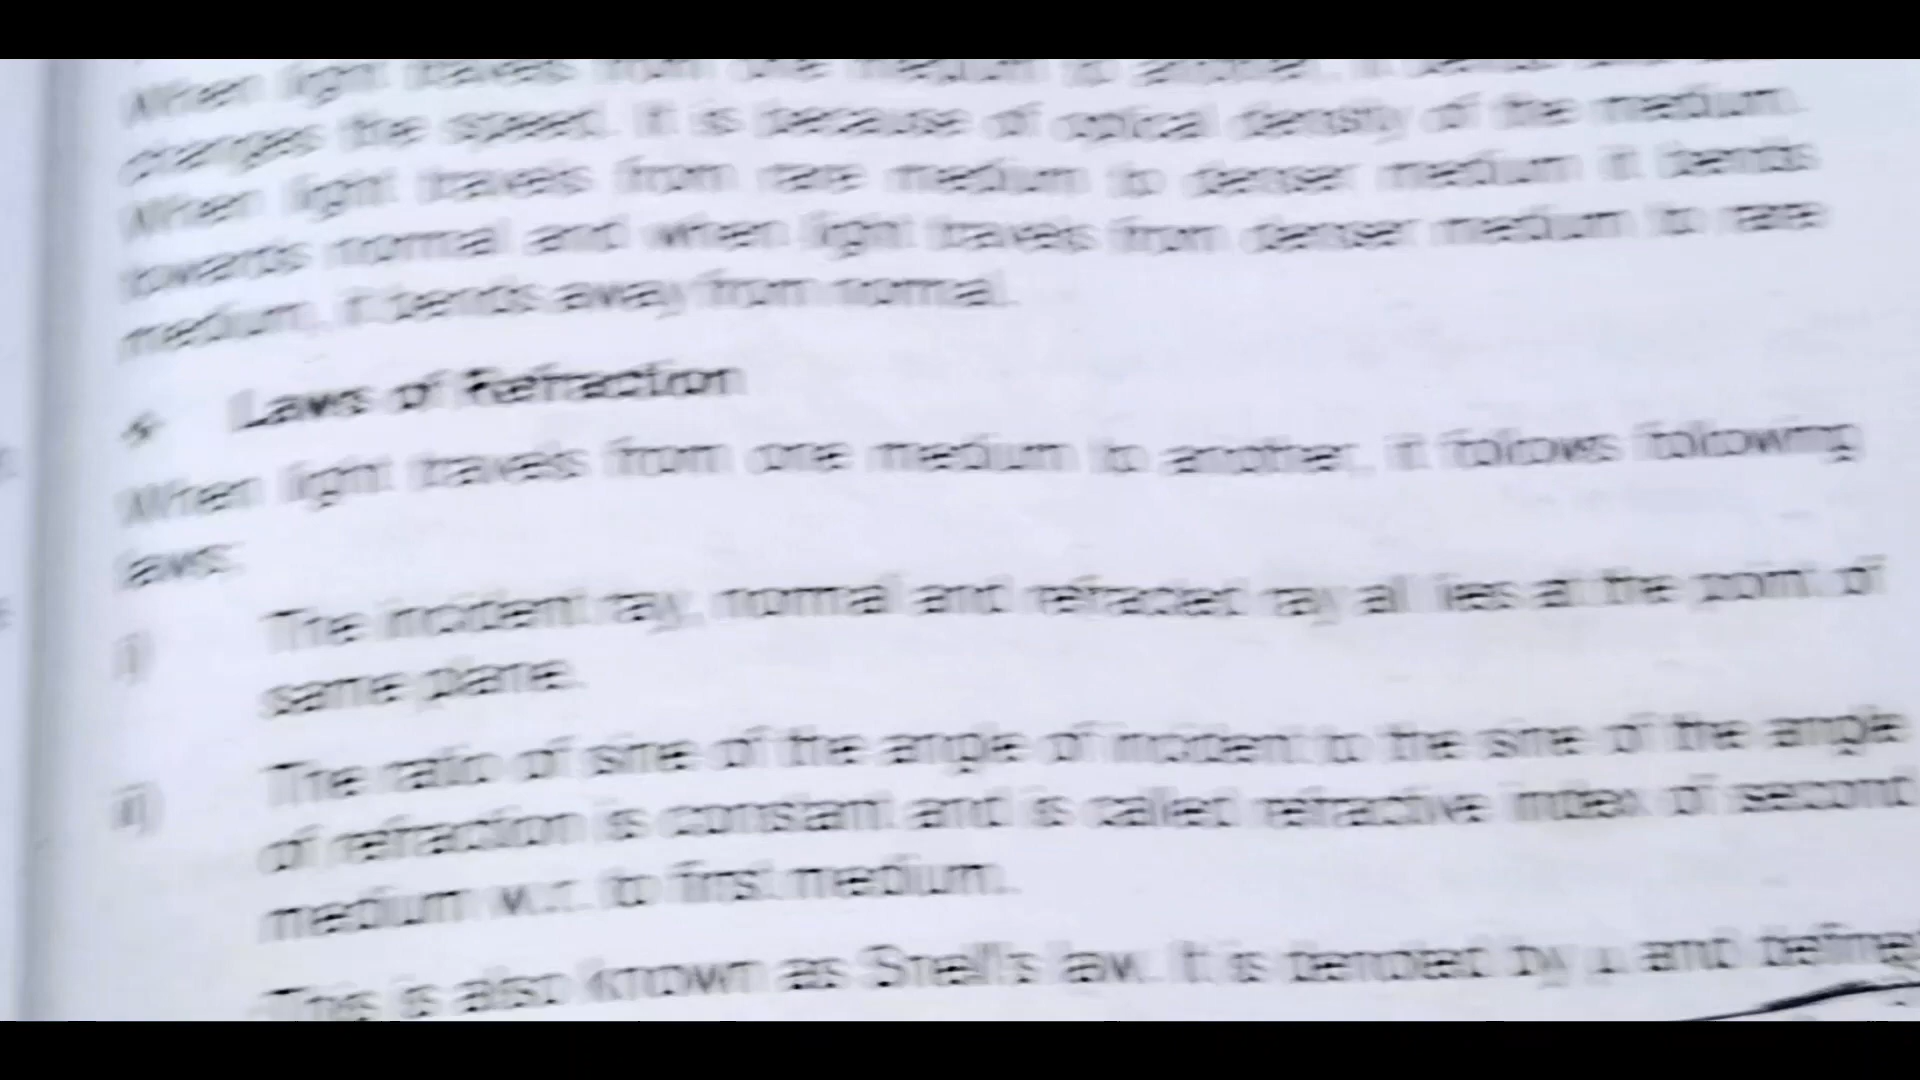 When light travels from one medium to another, it bends
changes the speed. It is because of optical density of the medium.
When light travels from rare medium to denser medium it bends
towards normal and when light travels from denser medium to rare
medium, it bends away from normal.
Laws of Refraction
When light travels from one medium to another, it follows following
laws:
i) The incident ray, normal and refracted ray all lies at the point of
same plane.
ii) The ratio of sine of the angle of incident to the sine of the angle
of refraction is constant and is called refractive index of second
medium w.r. to first medium.
This is also known as Snell's law. It is denoted by µ and defined